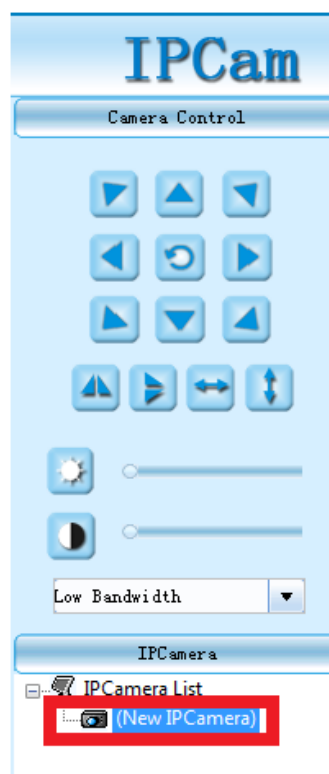 IPCam
Camera Control
Low Bandwidth
IPCamera
IPCamera List
(New IPCamera)